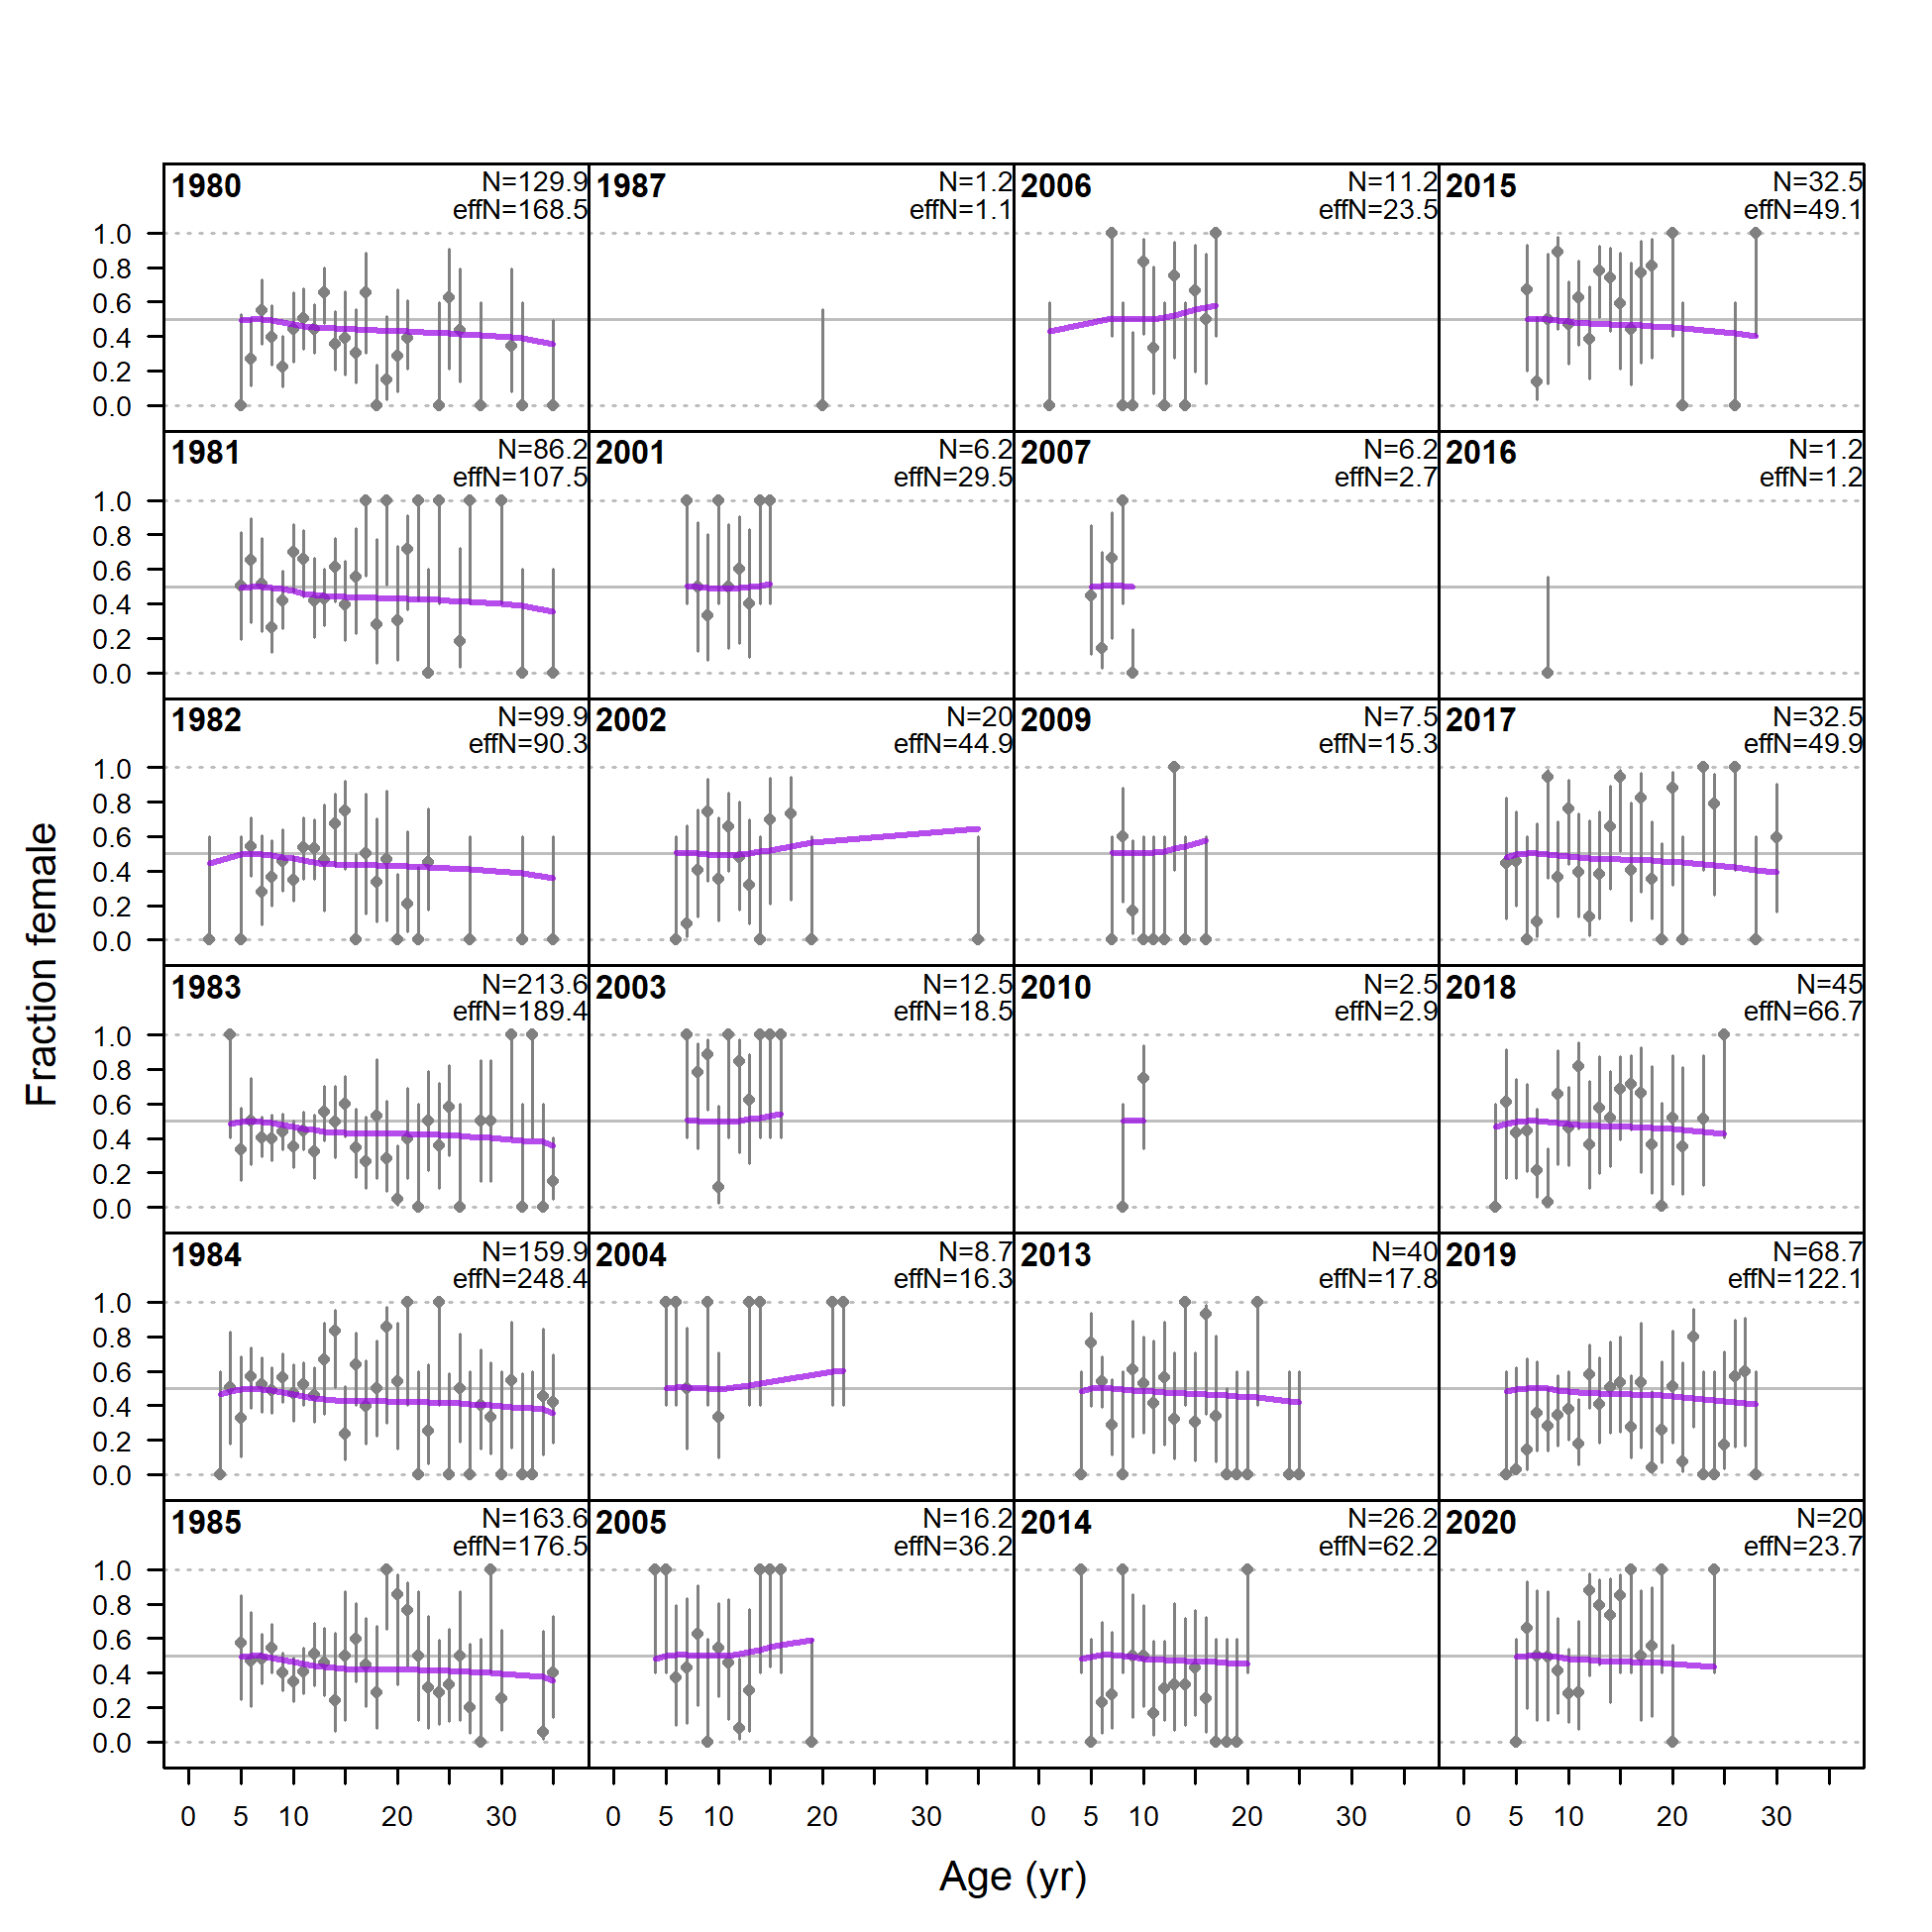 1980 N=129.9 1987 N=1.2 2006 N=11.2 2015 N=32.5
effN=168.5 effN=1.1 effN=23.5 effN=49.1
1.0
0.8
0.6
0.4
0.2
0.0
1981 N=86.2 2001 N=6.2 2007 N=6.2 2016 N=1.2
effN=107.5 effN=29.5 effN=2.7 effN=1.2
1.0
0.8
0.6
0.4
0.2
0.0
1982 N=99.9 2002 N=20 2009 N=7.5 2017 N=32.5
effN=90.3 effN=44.9 effN=15.3 effN=49.9
1.0
0.8
0.6
0.4
0.2
0.0
1983 N=213.6 2003 N=12.5 2010 N=2.5 2018 N=45
effN=189.4 effN=18.5 effN=2.9 effN=66.7
1.0
0.8
0.6
0.4
0.2
0.0
1984 N=159.9 2004 N=8.7 2013 N=40 2019 N=68.7
effN=248.4 effN=16.3 effN=17.8 effN=122.1
1.0
0.8
0.6
0.4
0.2
0.0
1985 N=163.6 2005 N=16.2 2014 N=26.2 2020 N=20
effN=176.5 effN=36.2 effN=62.2 effN=23.7
1.0
0.8
0.6
0.4
0.2
0.0
0 5 10 20 30 0 5 10 20 30 0 5 10 20 30 0 5 10 20 30
Age (yr)
Fraction female